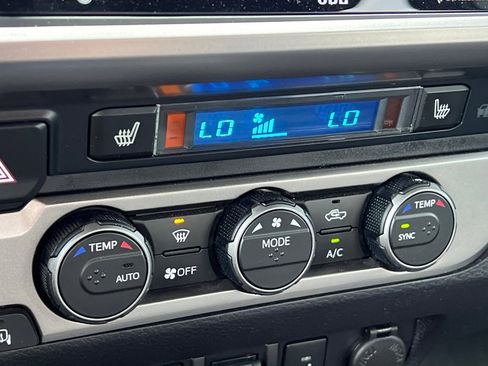 LO LO
TEMP
AUTO
OFF
MODE
A/C
TEMP
SYNC